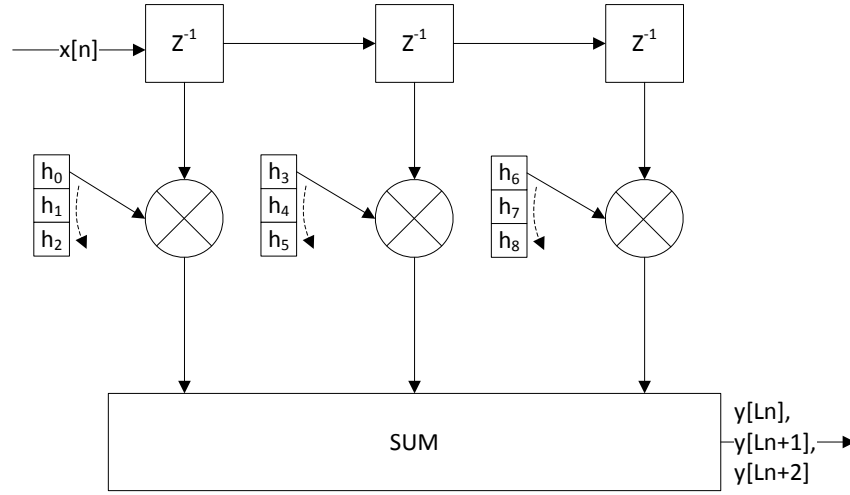 x[n]
Z⁻¹
Z⁻¹
Z⁻¹
h₀
h₁
h₂
h₃
h₄
h₅
h₆
h₇
h₈
SUM
y[Ln],
y[Ln+1],
y[Ln+2]